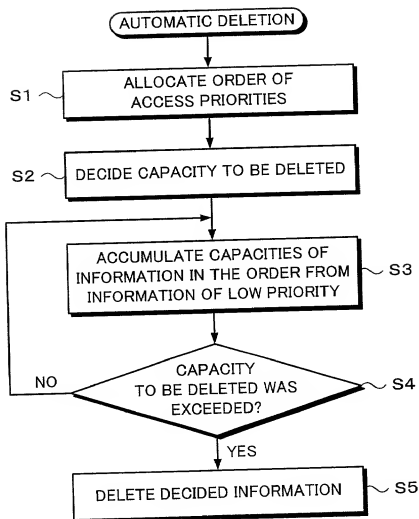 AUTOMATIC DELETION
S1
ALLOCATE ORDER OF
ACCESS PRIORITIES
S2
DECIDE CAPACITY TO BE DELETED
ACCUMULATE CAPACITIES OF
INFORMATION IN THE ORDER FROM
INFORMATION OF LOW PRIORITY
S3
CAPACITY
TO BE DELETED WAS
EXCEEDED?
S4
NO
YES
DELETE DECIDED INFORMATION
S5